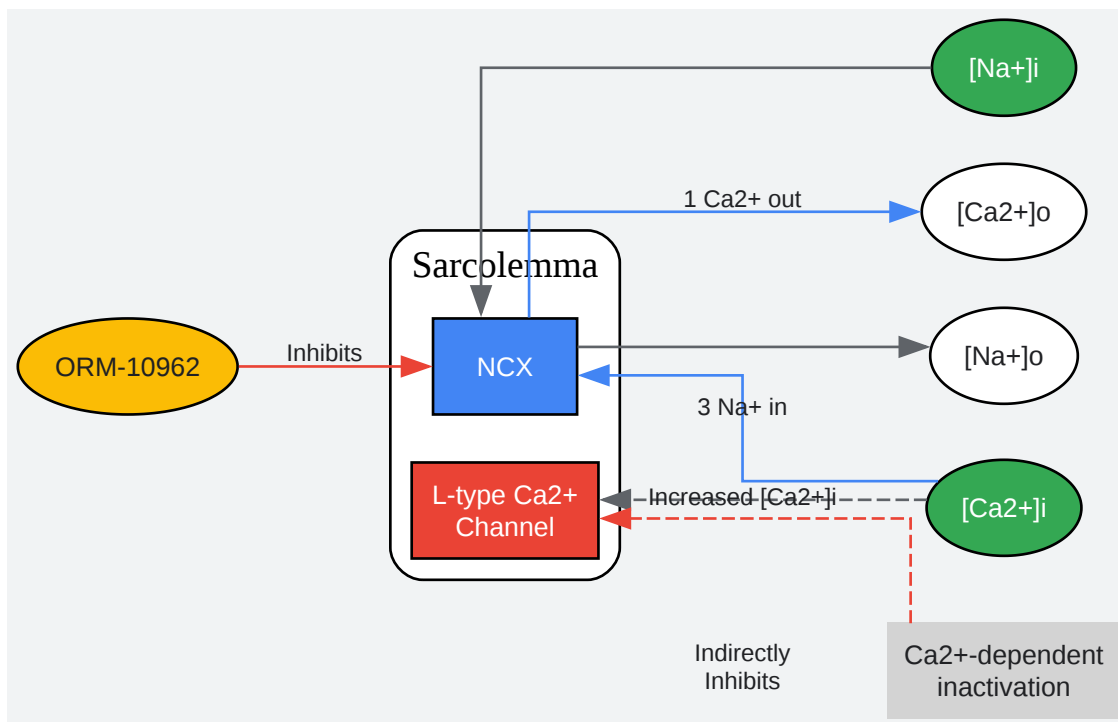 [Na+]i
1 Ca2+ out
[Ca2+]o
Sarcolemma
Inhibits
ORM-10962
NCX
[Na+]o
3 Na+ in
L-type Ca2+
Channel
Increased [Ca2+]i
[Ca2+]i
Indirectly
Inhibits
Ca2+-dependent
inactivation